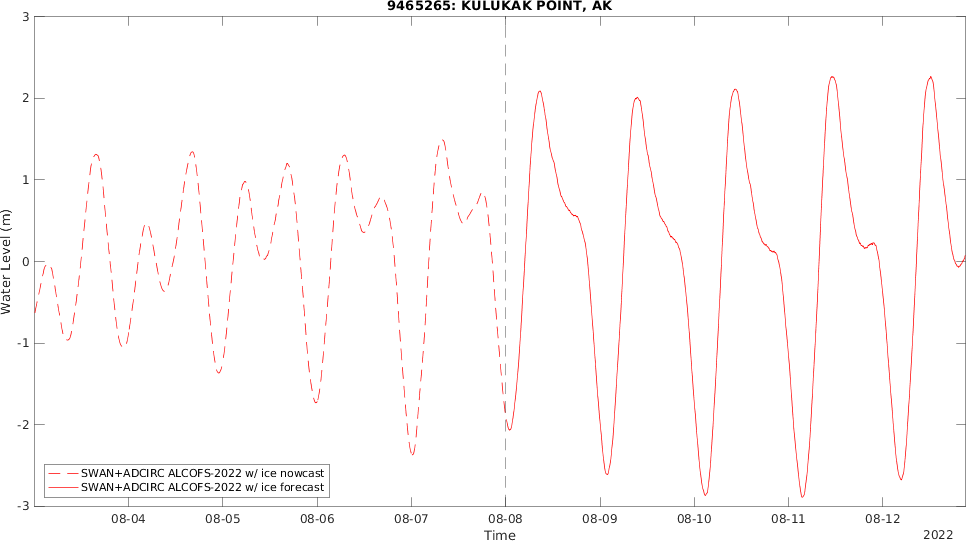 9465265: KULUKAK POINT, AK
3
2
1
0
-1
-2
-3
Water Level (m)
SWAN+ADCIRC ALCOFS-2022 w/ ice nowcast
SWAN+ADCIRC ALCOFS-2022 w/ ice forecast
08-04 08-05 08-06 08-07 08-08 08-09 08-10 08-11 08-12
Time
2022